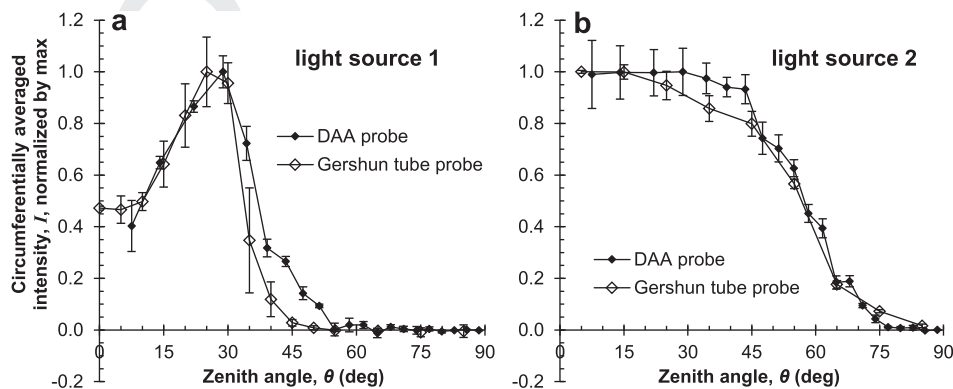 a
light source 1
DAA probe
Gershun tube probe
Circumferentially averaged
intensity, I, normalized by max
1.2
1.0
0.8
0.6
0.4
0.2
0.0
-0.2
0
15
30
45
60
75
90
Zenith angle, θ (deg)
b
light source 2
DAA probe
Gershun tube probe
1.2
1.0
0.8
0.6
0.4
0.2
0.0
-0.2
0
15
30
45
60
75
90
Zenith angle, θ (deg)